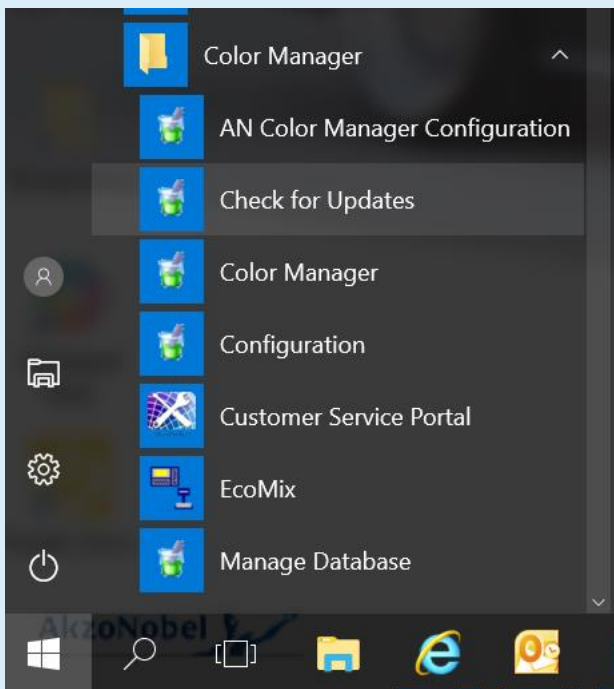 Color Manager
AN Color Manager Configuration
Check for Updates
Color Manager
Configuration
Customer Service Portal
EcoMix
Manage Database
AkzoNobel